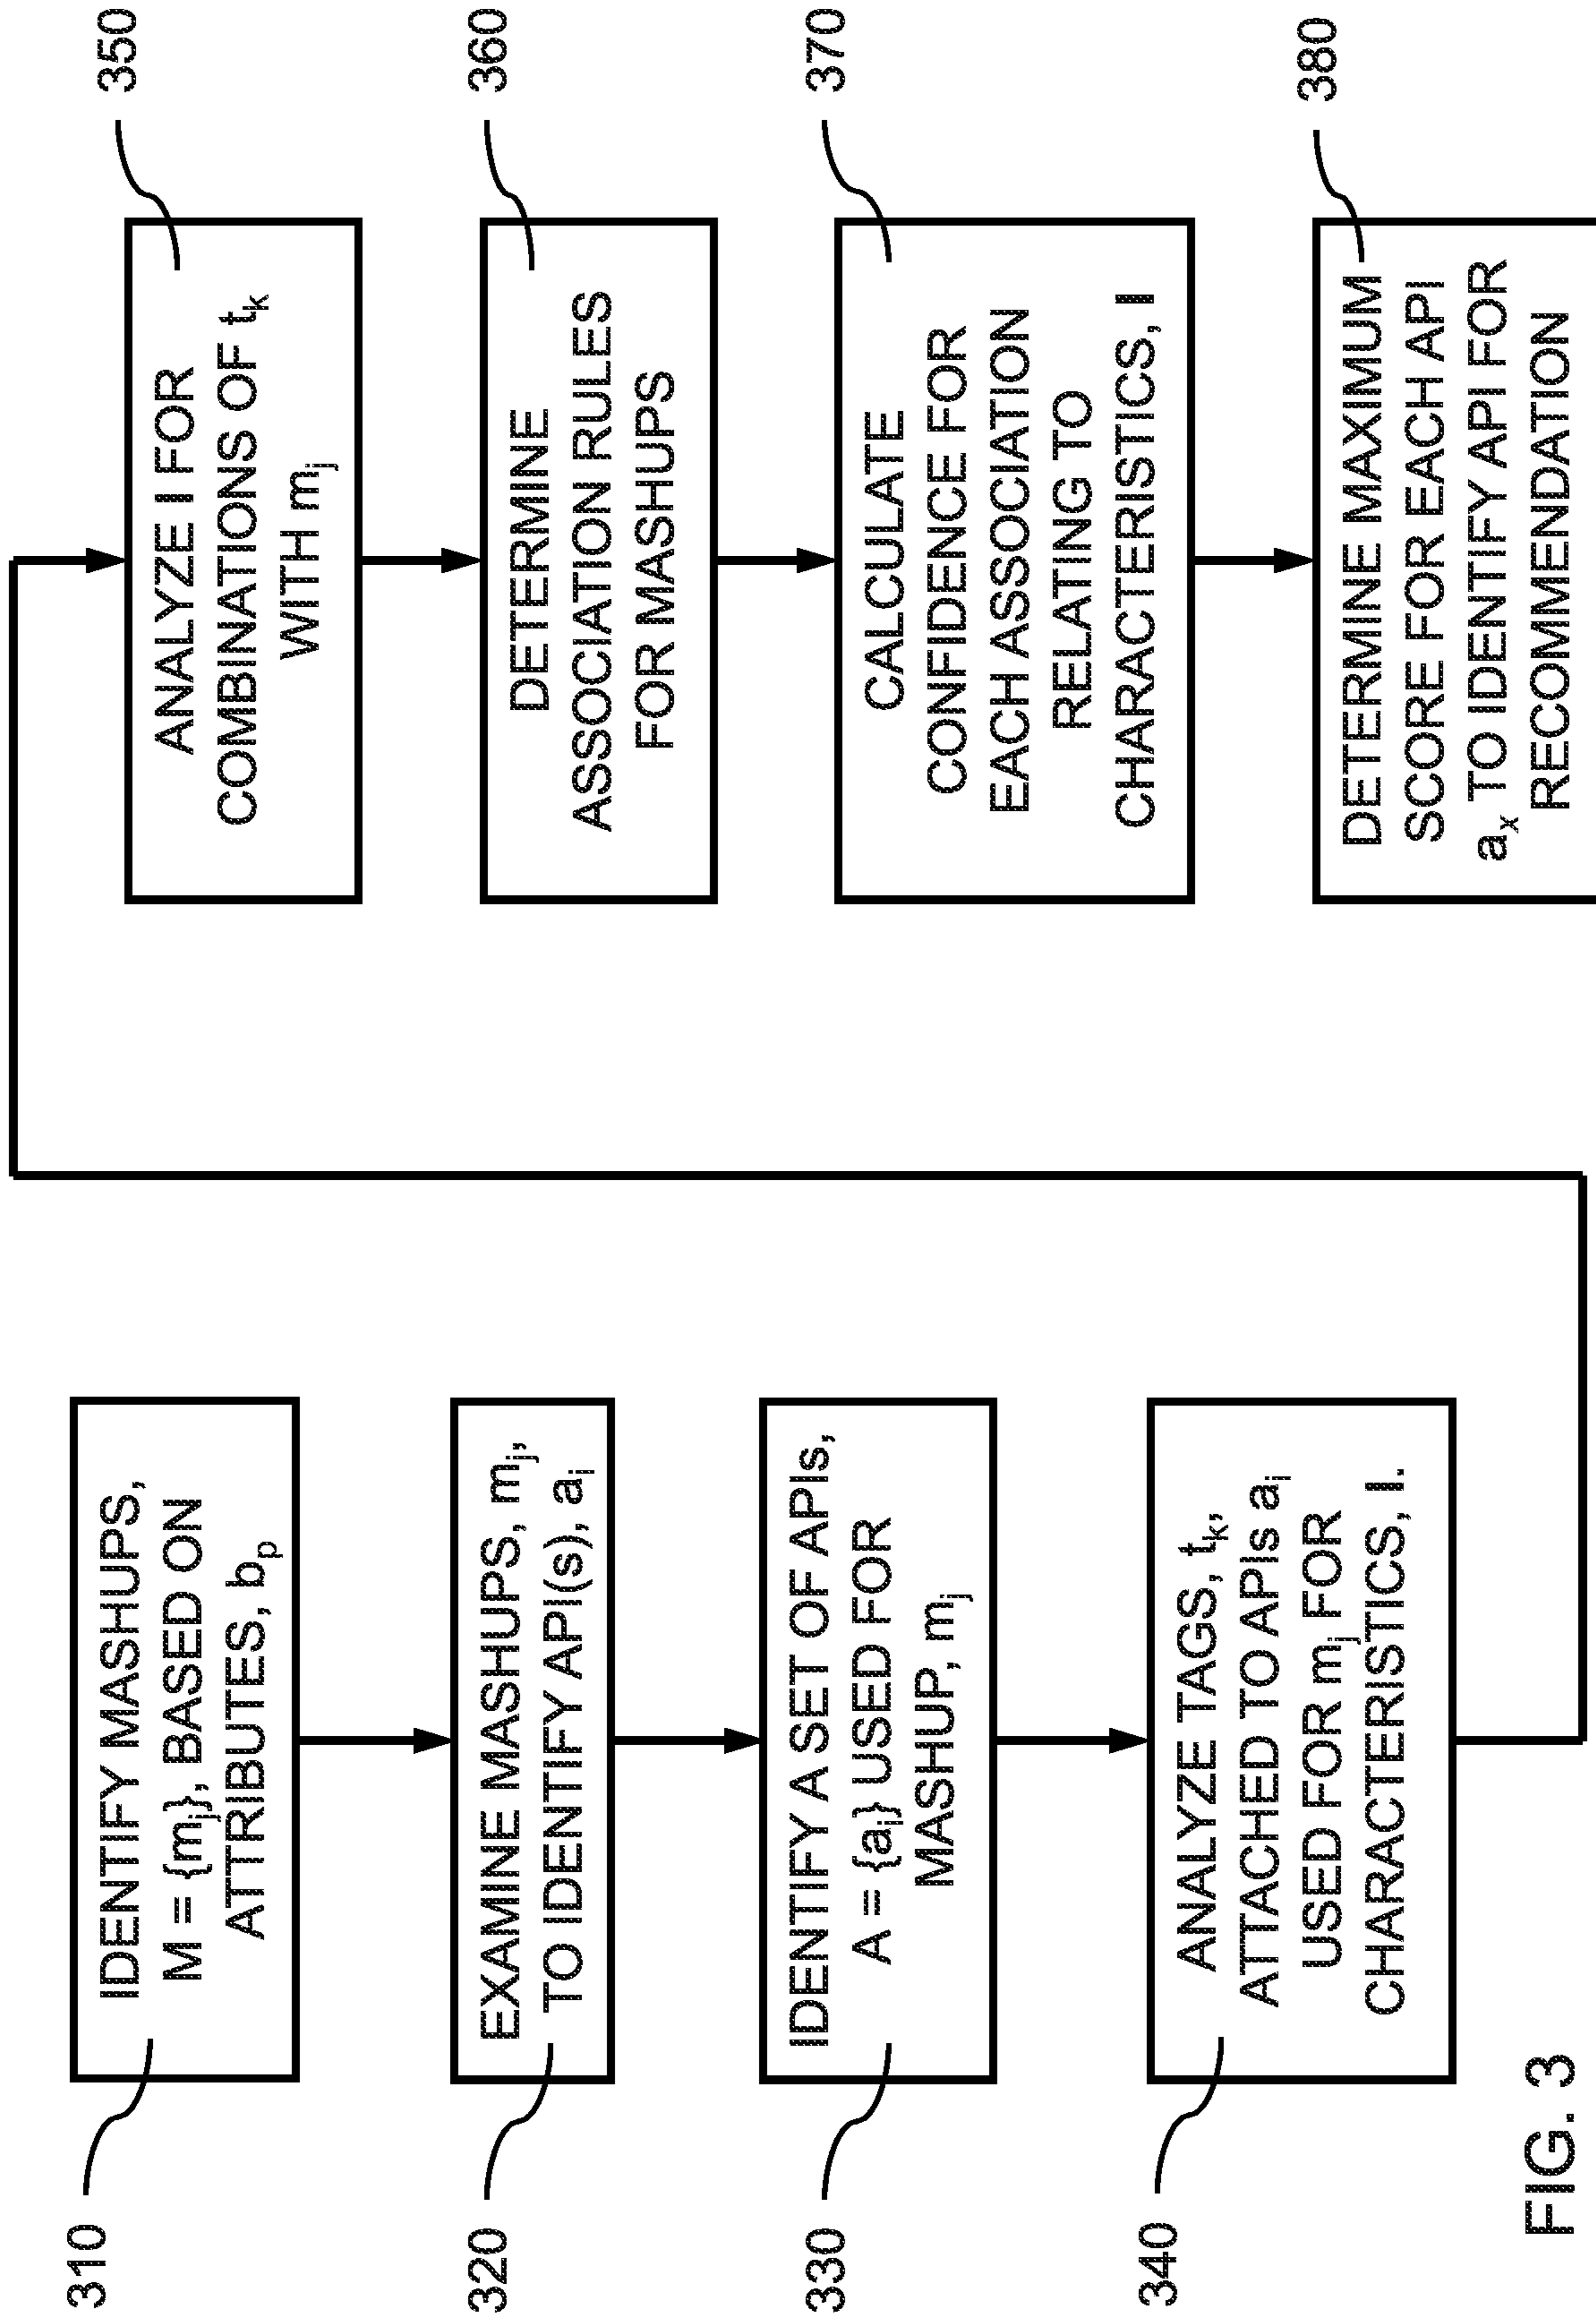 310
IDENTIFY MASHUPS,
M = {mj}, BASED ON
ATTRIBUTES, bp
320
EXAMINE MASHUPS, mj,
TO IDENTIFY API(s), ai
330
IDENTIFY A SET OF APIs,
A = {ai} USED FOR
MASHUP, mj
340
ANALYZE TAGS, tk,
ATTACHED TO APIs ai
USED FOR mj FOR
CHARACTERISTICS, I.
350
ANALYZE I FOR
COMBINATIONS OF tk
WITH mj
360
DETERMINE
ASSOCIATION RULES
FOR MASHUPS
370
CALCULATE
CONFIDENCE FOR
EACH ASSOCIATION
RELATING TO
CHARACTERISTICS, I
380
DETERMINE MAXIMUM
SCORE FOR EACH API
ax TO IDENTIFY API FOR
RECOMMENDATION
FIG. 3